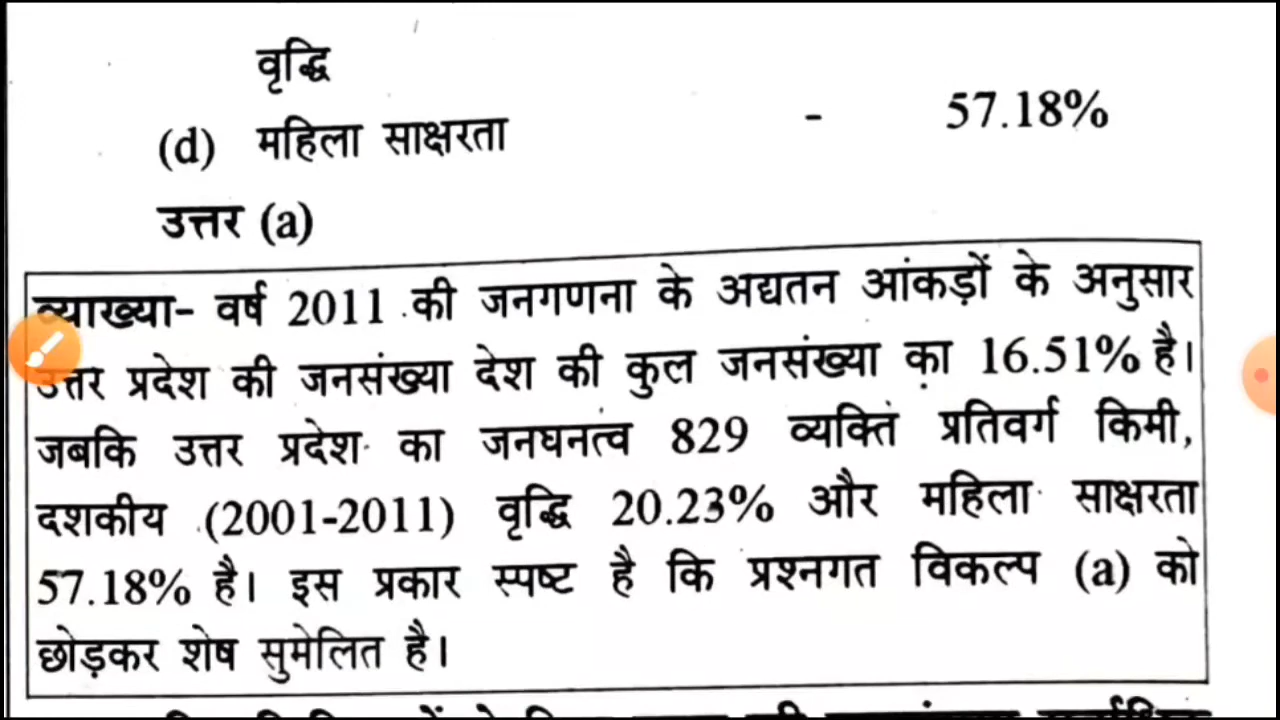 वृद्धि
(d) महिला साक्षरता - 57.18%
उत्तर (a)
व्याख्या- वर्ष 2011 की जनगणना के अद्यतन आंकड़ों के अनुसार
उत्तर प्रदेश की जनसंख्या देश की कुल जनसंख्या का 16.51% है।
जबकि उत्तर प्रदेश का जनघनत्व 829 व्यक्ति प्रतिवर्ग किमी,
दशकीय (2001-2011) वृद्धि 20.23% और महिला साक्षरता
57.18% है। इस प्रकार स्पष्ट है कि प्रश्नगत विकल्प (a) को
छोड़कर शेष सुमेलित है।